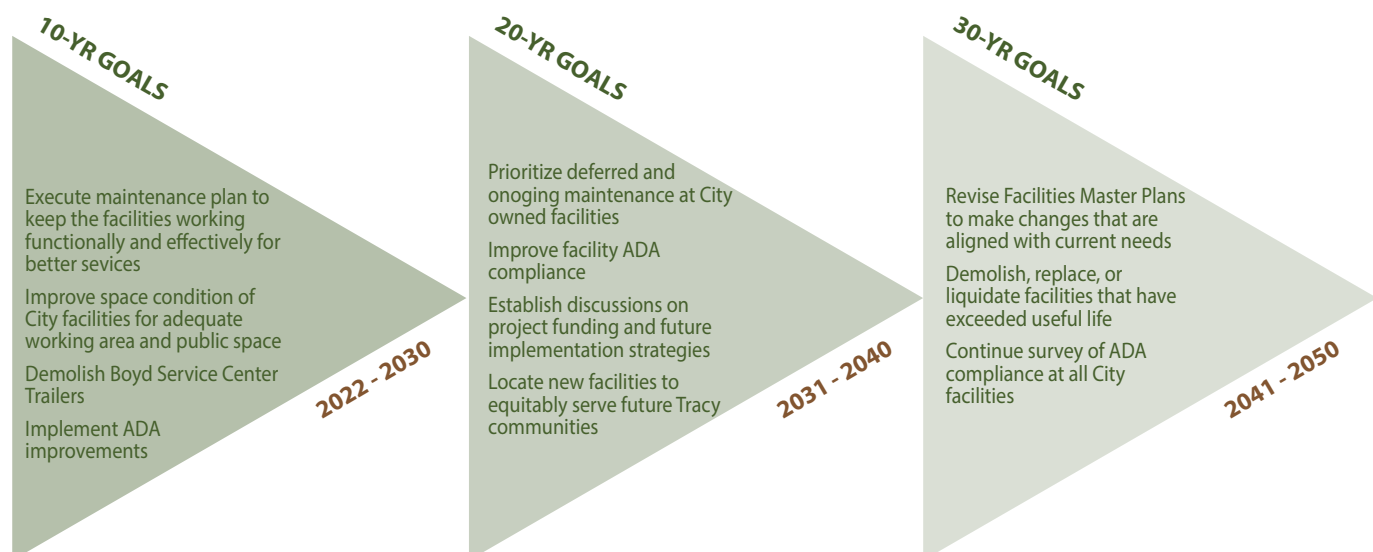 10-YR GOALS
Execute maintenance plan to
keep the facilities working
functionally and effectively for
better sevices
Improve space condition of
City facilities for adequate
working area and public space
Demolish Boyd Service Center
Trailers
Implement ADA
improvements
2022 - 2030
20-YR GOALS
Prioritize deferred and
onoging maintenance at City
owned facilities
Improve facility ADA
compliance
Establish discussions on
project funding and future
implementation strategies
Locate new facilities to
equitably serve future Tracy
communities
2031 - 2040
30-YR GOALS
Revise Facilities Master Plans
to make changes that are
aligned with current needs
Demolish, replace, or
liquidate facilities that have
exceeded useful life
Continue survey of ADA
compliance at all City
facilities
2041 - 2050